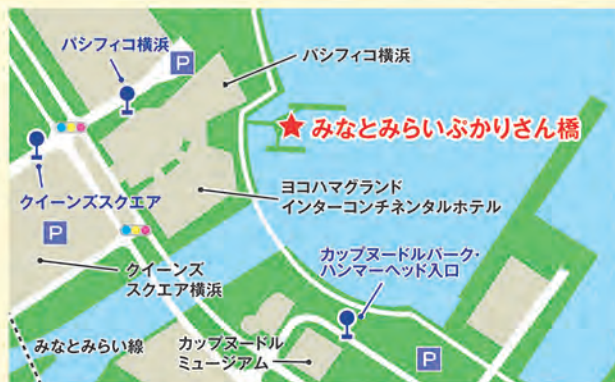 パシフィコ横浜
P
パシフィコ横浜
みなとみらいぷかりさん橋
クイーンズスクエア
P
ヨコハマグランド
インターコンチネンタルホテル
クイーンズ
スクエア横浜
カップヌードルパーク・
ハンマーヘッド入口
みなとみらい線
カップヌードル
ミュージアム
P